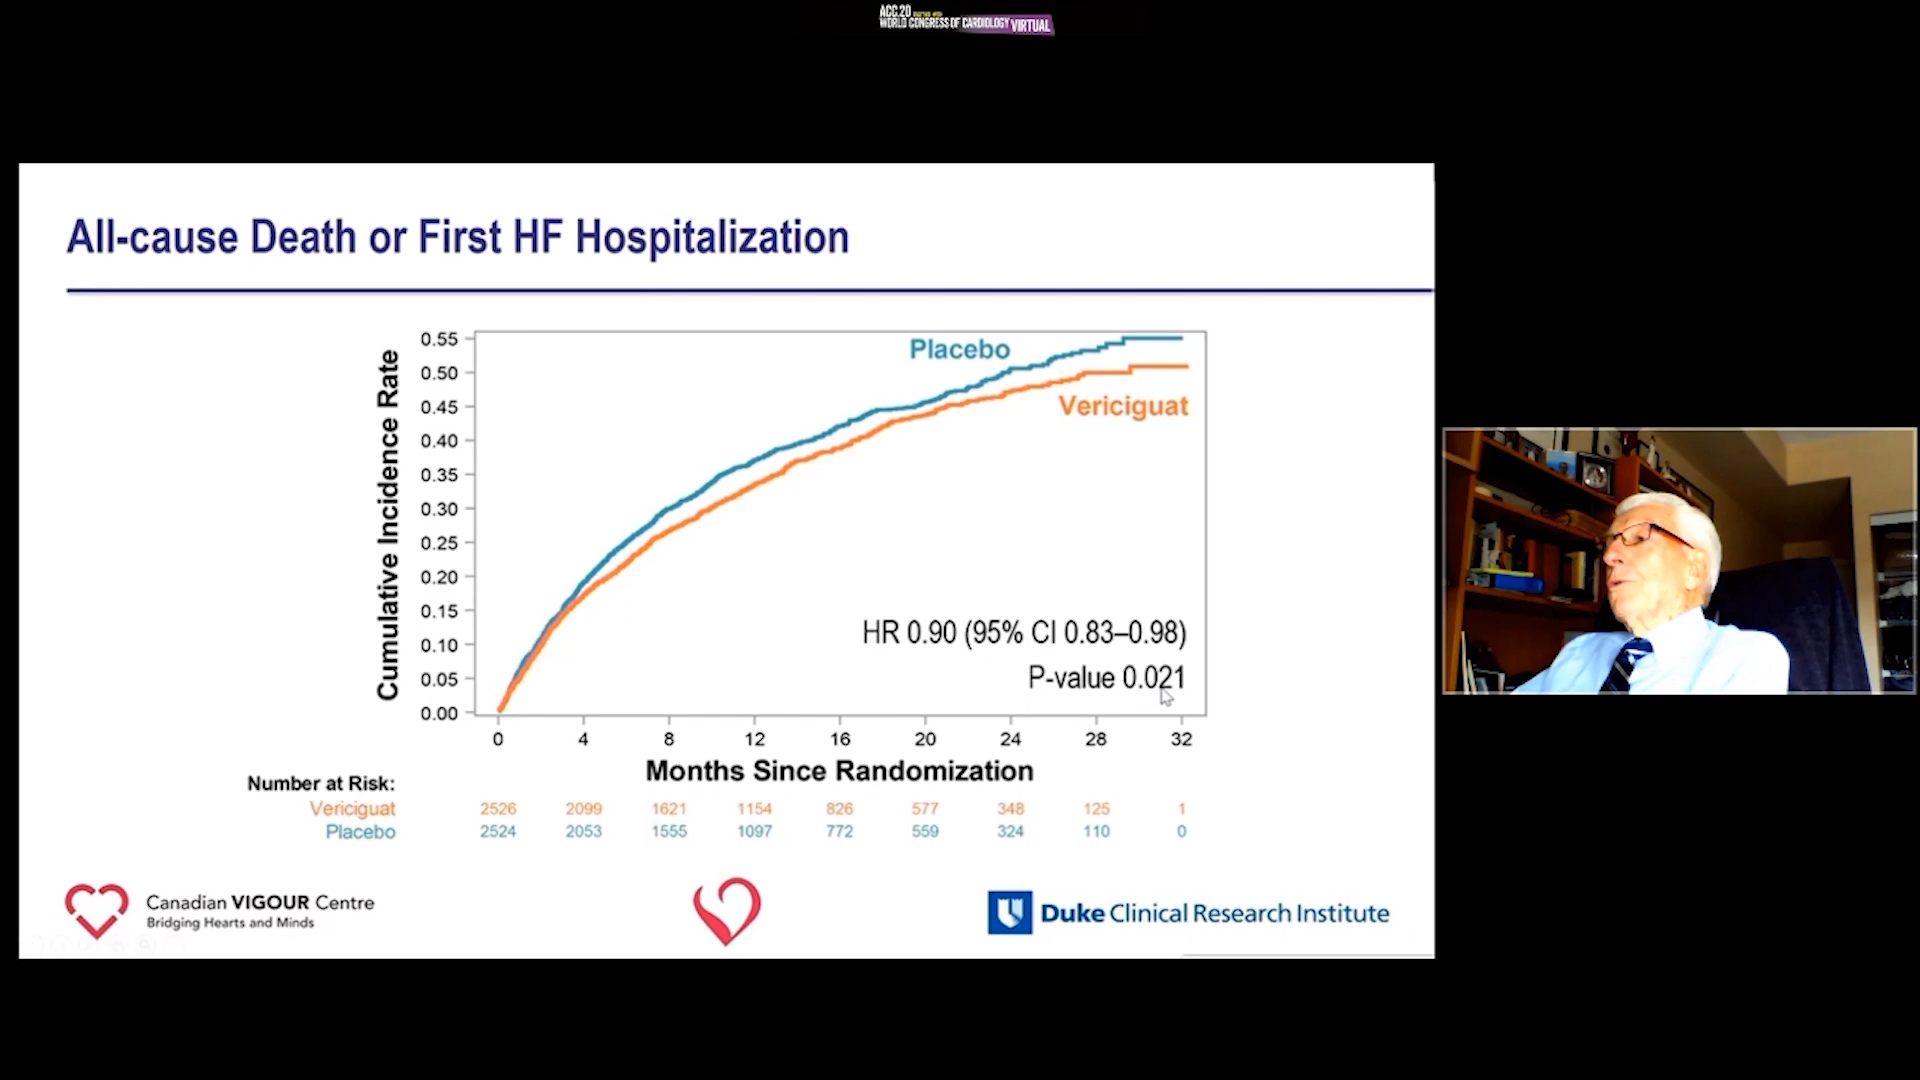 ACC.20
WORLD CONGRESS OF CARDIOLOGY VIRTUAL
All-cause Death or First HF Hospitalization
Cumulative Incidence Rate
0.55
0.50
0.45
0.40
0.35
0.30
0.25
0.20
0.15
0.10
0.05
0.00
Placebo
Vericiguat
HR 0.90 (95% CI 0.83–0.98)
P-value 0.021
0 4 8 12 16 20 24 28 32
Months Since Randomization
Number at Risk:
Vericiguat 2526 2099 1621 1154 826 577 348 125 1
Placebo 2524 2053 1555 1097 772 559 324 110 0
Canadian VIGOUR Centre
Bridging Hearts and Minds
Duke Clinical Research Institute